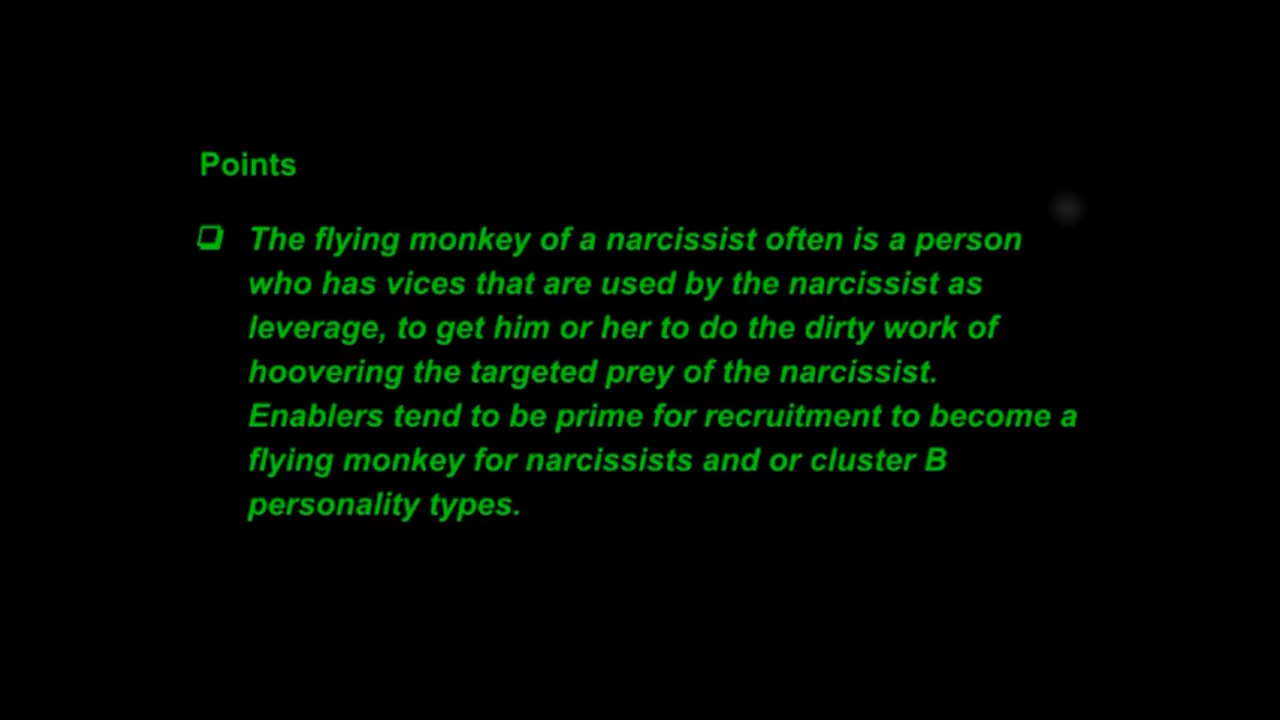 Points
❑ The flying monkey of a narcissist often is a person
who has vices that are used by the narcissist as
leverage, to get him or her to do the dirty work of
hoovering the targeted prey of the narcissist.
Enablers tend to be prime for recruitment to become a
flying monkey for narcissists and or cluster B
personality types.